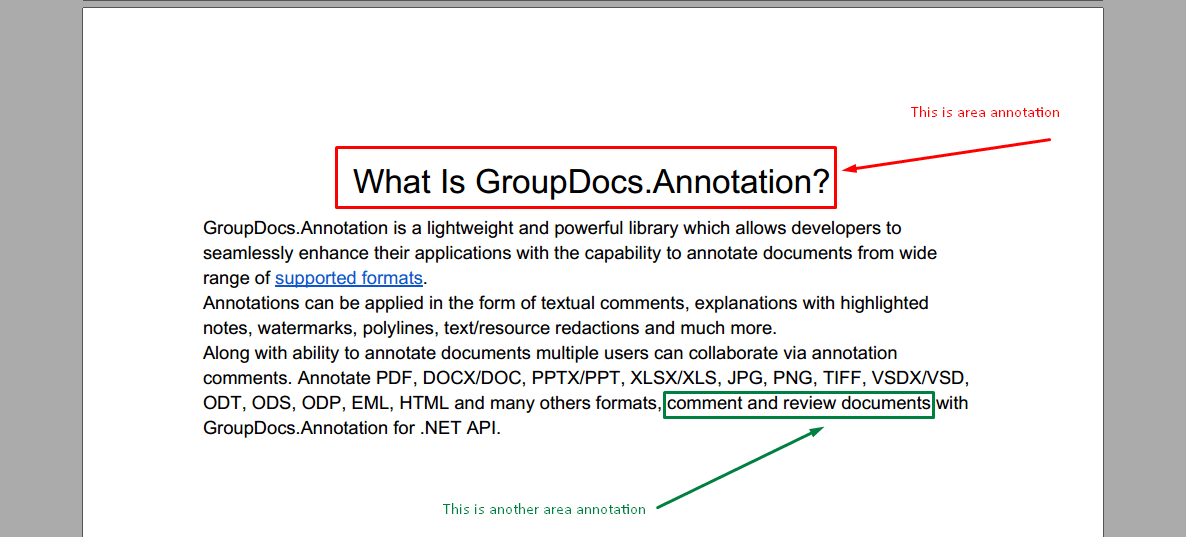 This is area annotation
What Is GroupDocs.Annotation?
GroupDocs.Annotation is a lightweight and powerful library which allows developers to
seamlessly enhance their applications with the capability to annotate documents from wide
range of supported formats.
Annotations can be applied in the form of textual comments, explanations with highlighted
notes, watermarks, polylines, text/resource redactions and much more.
Along with ability to annotate documents multiple users can collaborate via annotation
comments. Annotate PDF, DOCX/DOC, PPTX/PPT, XLSX/XLS, JPG, PNG, TIFF, VSDX/VSD,
ODT, ODS, ODP, EML, HTML and many others formats, comment and review documents with
GroupDocs.Annotation for .NET API.
This is another area annotation